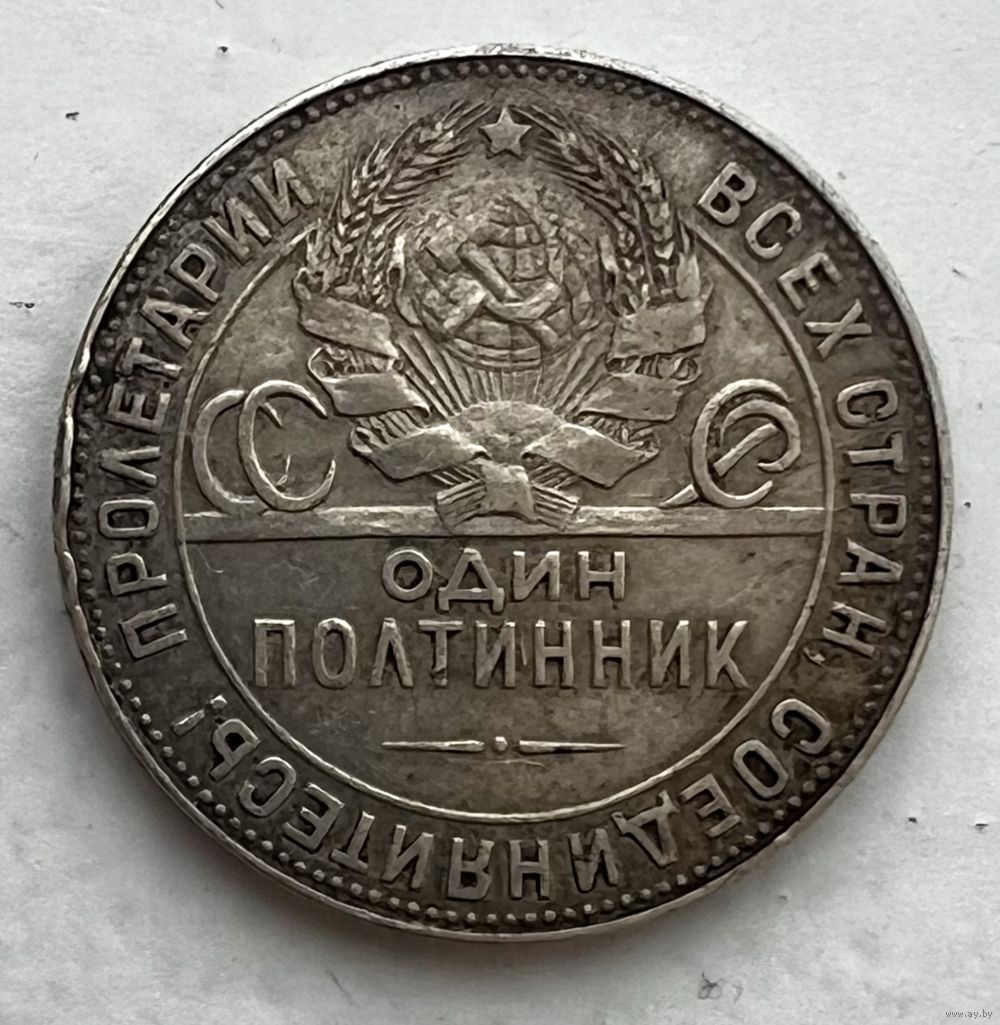 ПРОЛЕТАРИИ ВСЕХ СТРАН, СОЕДИНЯЙТЕСЬ!
СС СР
ОДИН
ПОЛТИННИК
www.ay.by